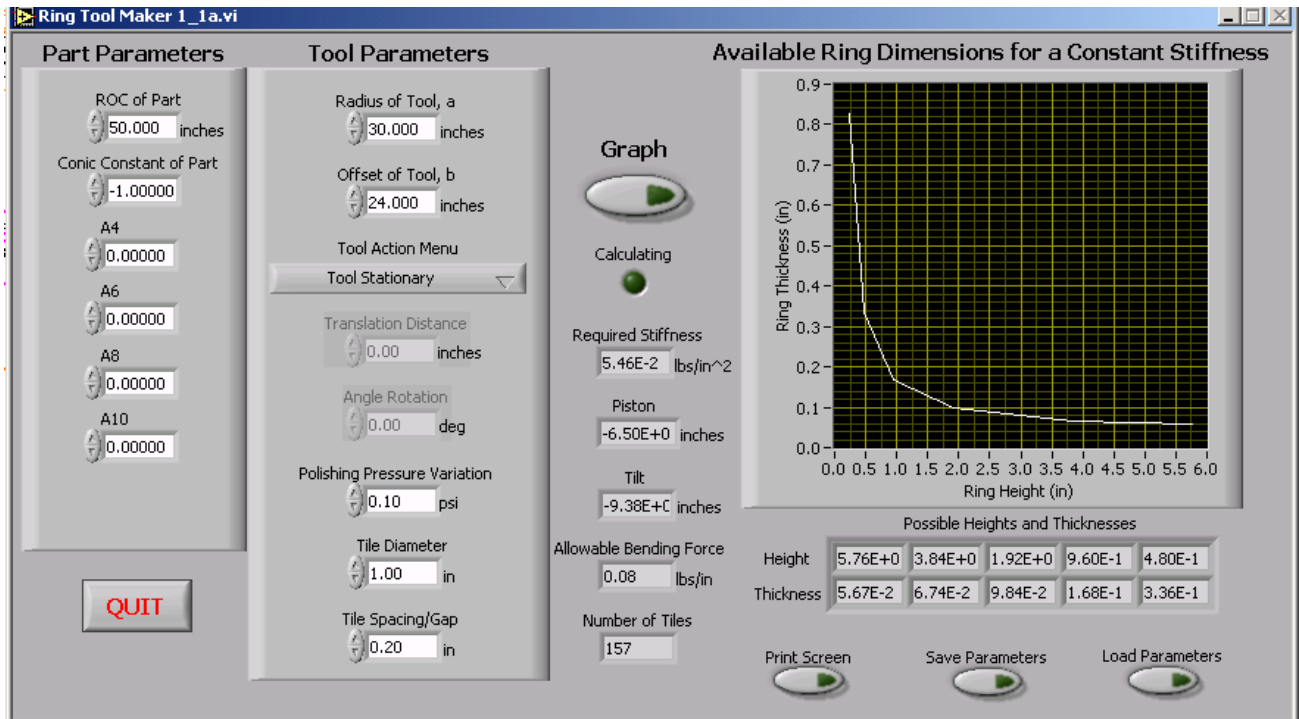 Ring Tool Maker 1_1a.vi
Part Parameters
ROC of Part
50.000 inches
Conic Constant of Part
-1.00000
A4
0.00000
A6
0.00000
A8
0.00000
A10
0.00000
QUIT
Tool Parameters
Radius of Tool, a
30.000 inches
Offset of Tool, b
24.000 inches
Tool Action Menu
Tool Stationary
Translation Distance
0.00 inches
Angle Rotation
0.00 deg
Polishing Pressure Variation
0.10 psi
Tile Diameter
1.00 in
Tile Spacing/Gap
0.20 in
Graph
Calculating
Required Stiffness
5.46E-2 lbs/in^2
Piston
-6.50E+0 inches
Tilt
-9.38E+0 inches
Allowable Bending Force
0.08 lbs/in
Number of Tiles
157
Available Ring Dimensions for a Constant Stiffness
Ring Thickness (in)
0.9
0.8
0.7
0.6
0.5
0.4
0.3
0.2
0.1
0.0
0.0 0.5 1.0 1.5 2.0 2.5 3.0 3.5 4.0 4.5 5.0 5.5 6.0
Ring Height (in)
Possible Heights and Thicknesses
Height 5.76E+0 3.84E+0 1.92E+0 9.60E-1 4.80E-1
Thickness 5.67E-2 6.74E-2 9.84E-2 1.68E-1 3.36E-1
Print Screen
Save Parameters
Load Parameters